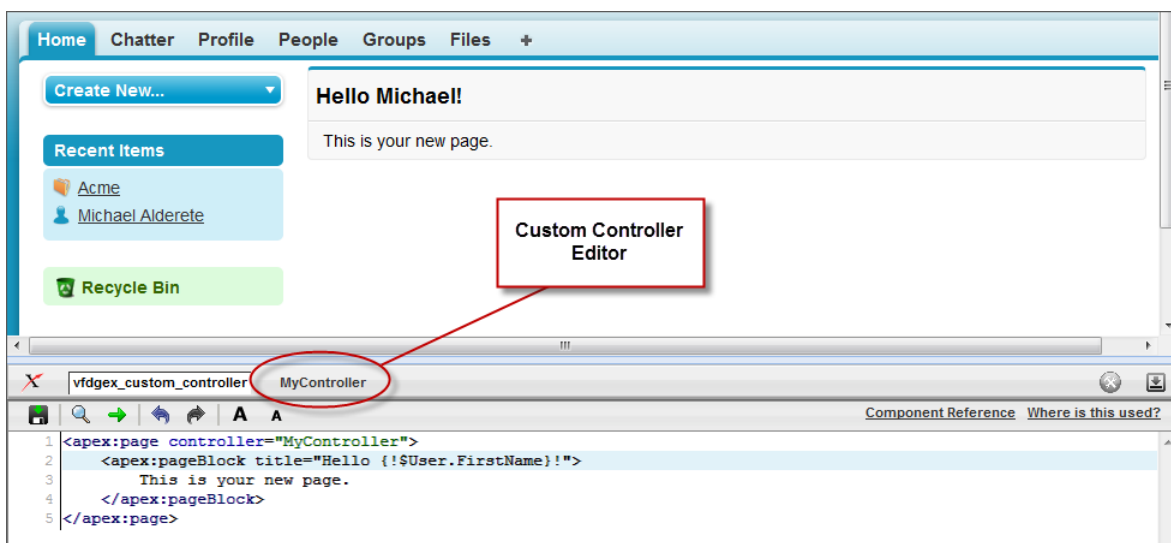 Home Chatter Profile People Groups Files +
Create New...
Hello Michael!
This is your new page.
Recent Items
Acme
Michael Alderete
Custom Controller
Editor
Recycle Bin
vfdgex_custom_controller MyController
A A Component Reference Where is this used?
1 <apex:page controller="MyController">
2 <apex:pageBlock title="Hello {!$User.FirstName}!">
3 This is your new page.
4 </apex:pageBlock>
5 </apex:page>